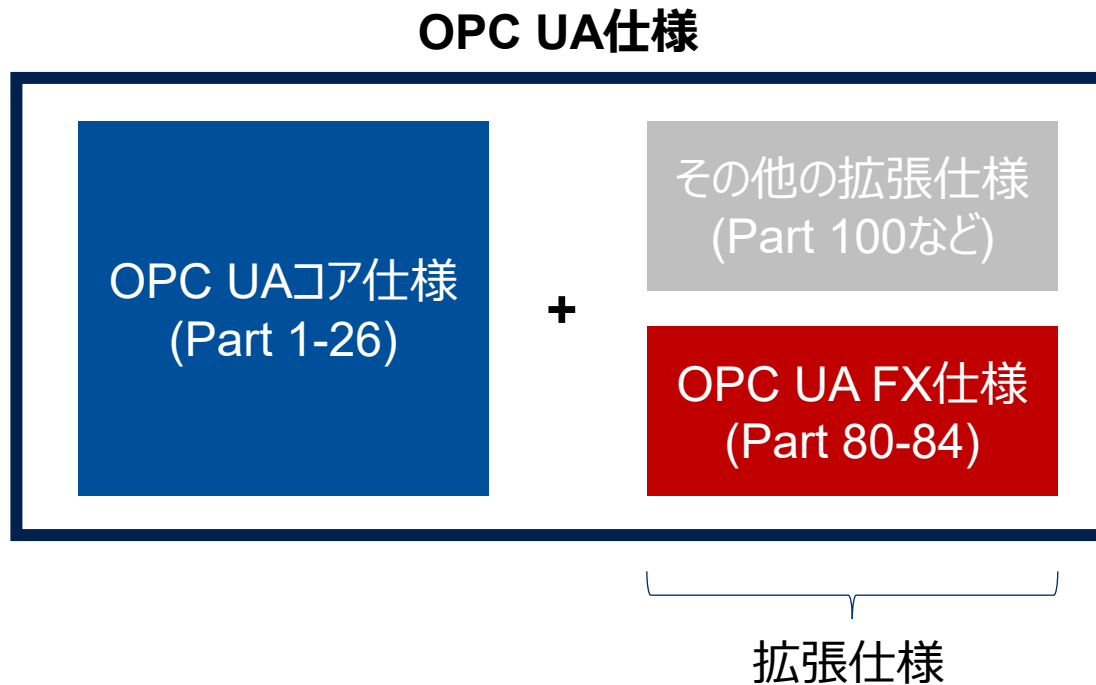 OPC UA仕様
OPC UAコア仕様
(Part 1-26)
+
その他の拡張仕様
(Part 100など)
OPC UA FX仕様
(Part 80-84)
拡張仕様